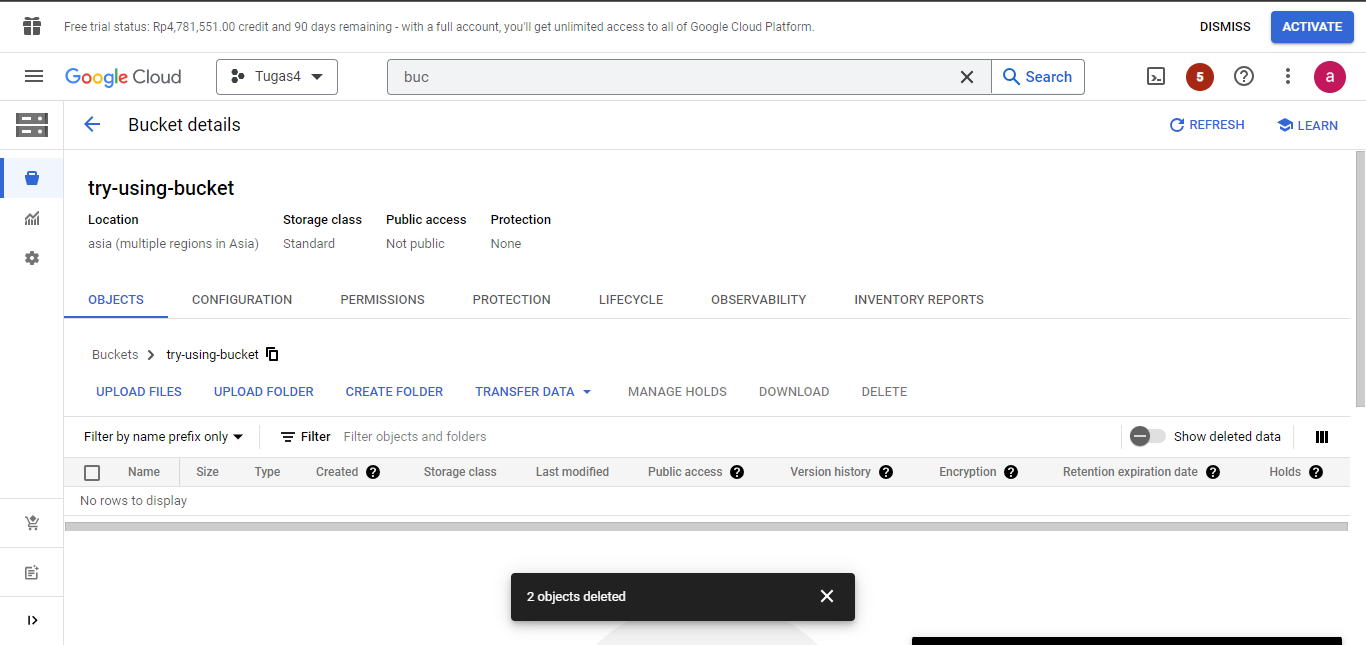 Free trial status: Rp4,781,551.00 credit and 90 days remaining - with a full account, you'll get unlimited access to all of Google Cloud Platform.
DISMISS
ACTIVATE
Google Cloud
Tugas4
buc
Search
5
a
Bucket details
REFRESH
LEARN
try-using-bucket
Location Storage class Public access Protection
asia (multiple regions in Asia) Standard Not public None
OBJECTS CONFIGURATION PERMISSIONS PROTECTION LIFECYCLE OBSERVABILITY INVENTORY REPORTS
Buckets try-using-bucket
UPLOAD FILES UPLOAD FOLDER CREATE FOLDER TRANSFER DATA MANAGE HOLDS DOWNLOAD DELETE
Filter by name prefix only Filter Filter objects and folders Show deleted data
Name Size Type Created Storage class Last modified Public access Version history Encryption Retention expiration date Holds
No rows to display
2 objects deleted